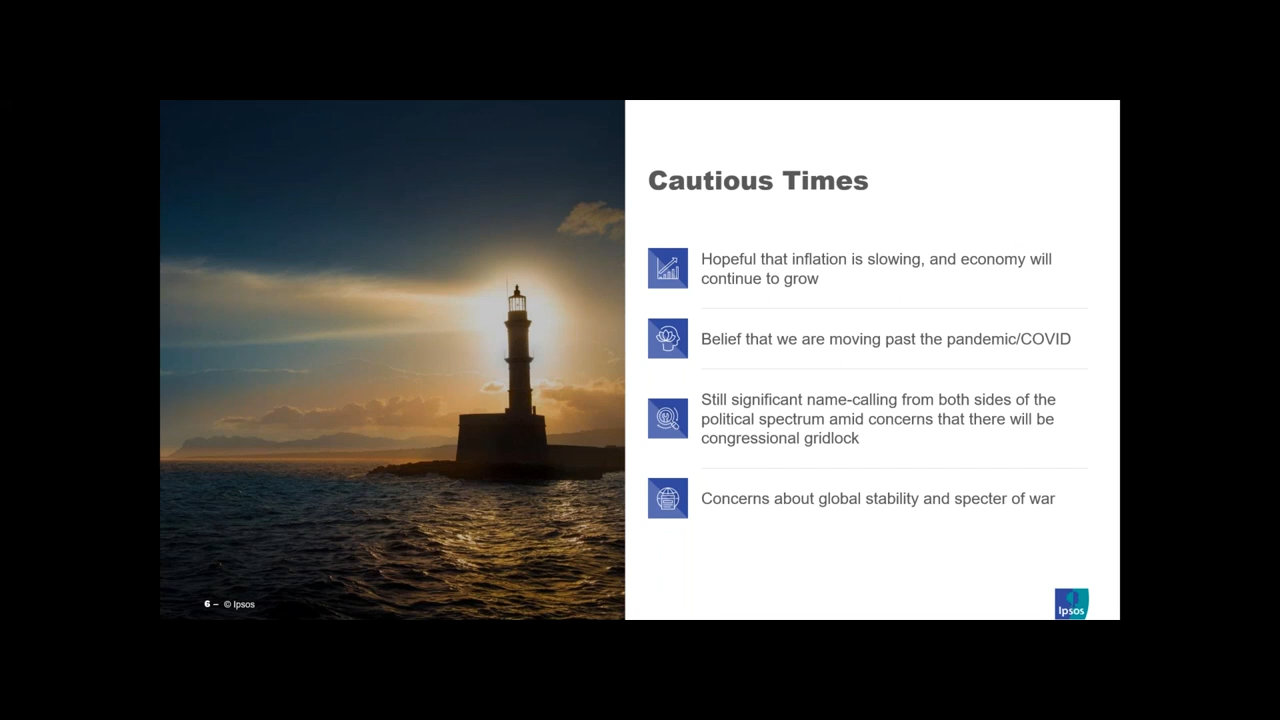 Cautious Times
Hopeful that inflation is slowing, and economy will
continue to grow
Belief that we are moving past the pandemic/COVID
Still significant name-calling from both sides of the
political spectrum amid concerns that there will be
congressional gridlock
Concerns about global stability and specter of war
6 – © Ipsos
Ipsos